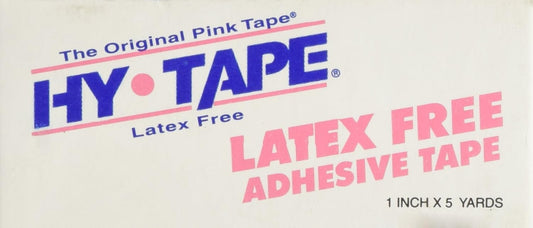 The Original Pink Tape®
HY•TAPE®
Latex Free
LATEX FREE
ADHESIVE TAPE
1 INCH X 5 YARDS